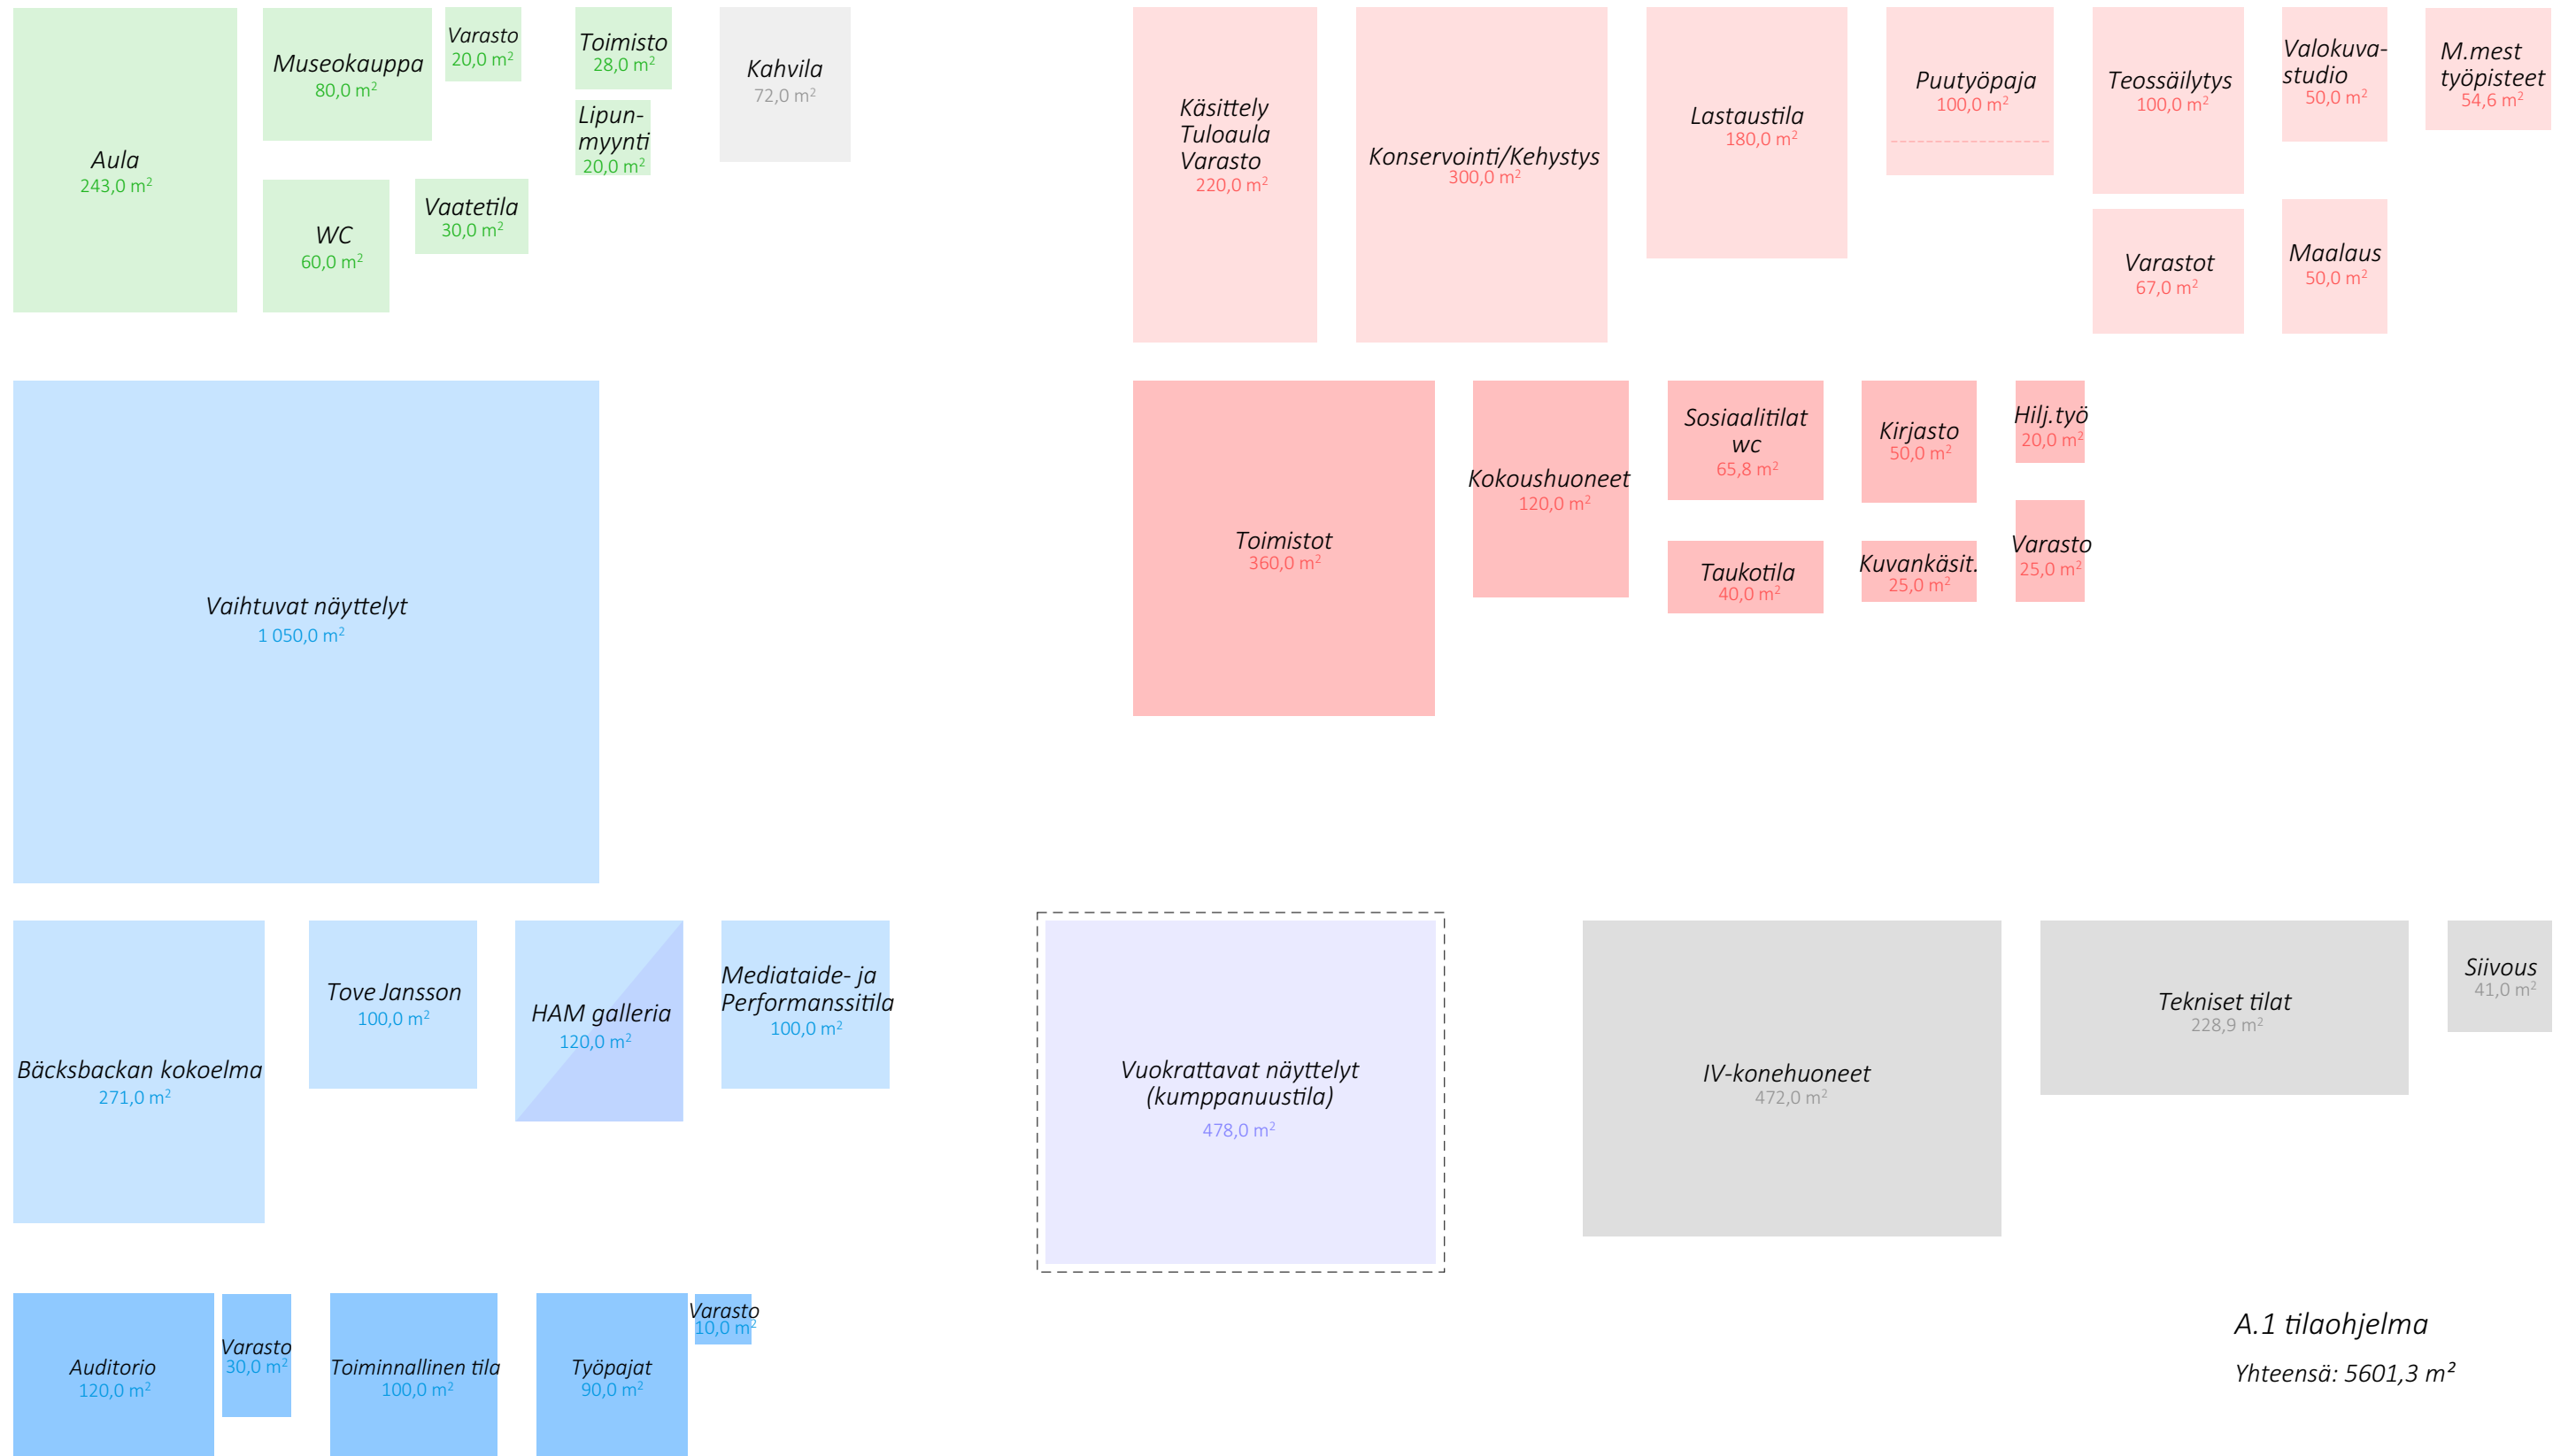 Aula
243,0 m²
Museokauppa
80,0 m²
Varasto
20,0 m²
Toimisto
28,0 m²
Lipun-
myynti
20,0 m²
Kahvila
72,0 m²
WC
60,0 m²
Vaatetila
30,0 m²
Käsittely
Tuloaula
Varasto
220,0 m²
Konservointi/Kehystys
300,0 m²
Lastaustila
180,0 m²
Puutyöpaja
100,0 m²
Teossäilytys
100,0 m²
Valokuva-
studio
50,0 m²
M.mest
työpisteet
54,6 m²
Varastot
67,0 m²
Maalaus
50,0 m²
Vaihtuvat näyttelyt
1 050,0 m²
Toimistot
360,0 m²
Kokoushuoneet
120,0 m²
Sosiaalitilat
wc
65,8 m²
Kirjasto
50,0 m²
Hilj.työ
20,0 m²
Taukotila
40,0 m²
Kuvankäsit.
25,0 m²
Varasto
25,0 m²
Bäcksbackan kokoelma
271,0 m²
Tove Jansson
100,0 m²
HAM galleria
120,0 m²
Mediataide- ja
Performanssitila
100,0 m²
Vuokrattavat näyttelyt
(kumppanuustila)
478,0 m²
IV-konehuoneet
472,0 m²
Tekniset tilat
228,9 m²
Siivous
41,0 m²
Auditorio
120,0 m²
Varasto
30,0 m²
Toiminnallinen tila
100,0 m²
Työpajat
90,0 m²
Varasto
10,0 m²
A.1 tilaohjelma
Yhteensä: 5601,3 m²